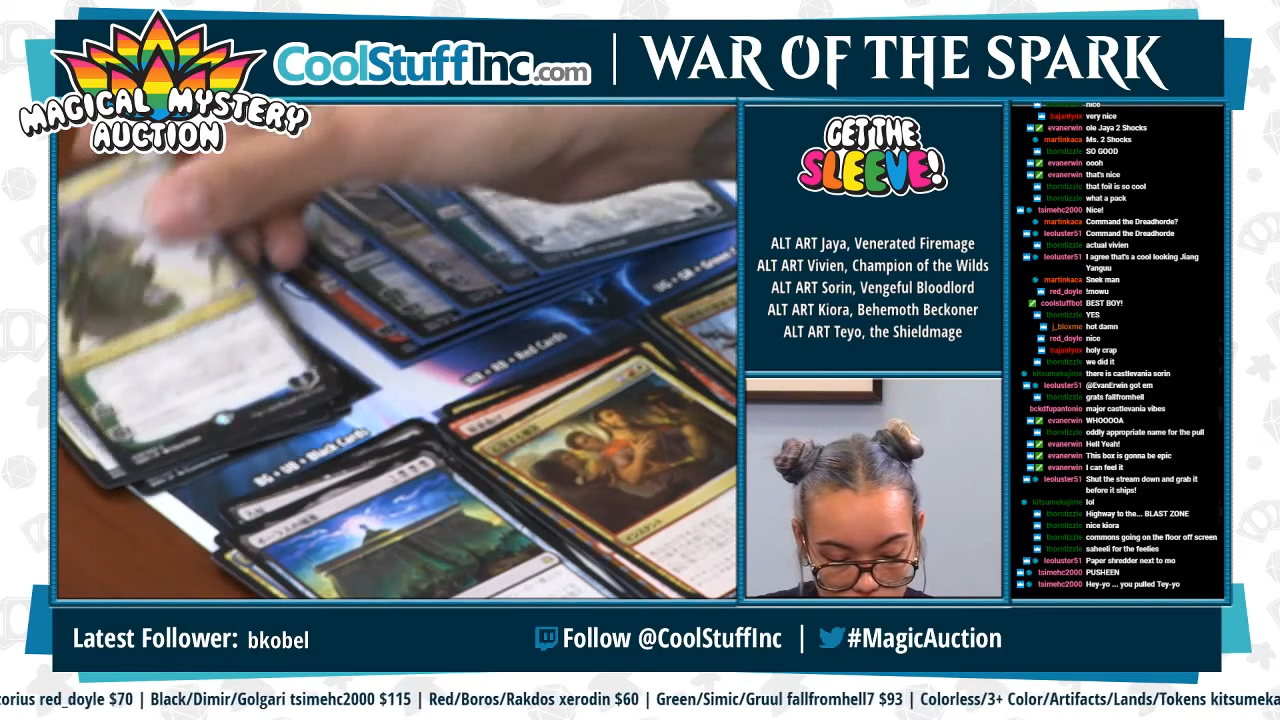 MAGICAL MYSTERY
AUCTION
CoolStuffInc.com
WAR OF THE SPARK
GET THE
SLEEVE!
ALT ART Jaya, Venerated Firemage
ALT ART Vivien, Champion of the Wilds
ALT ART Sorin, Vengeful Bloodlord
ALT ART Kiora, Behemoth Beckoner
ALT ART Teyo, the Shieldmage
nice
bajanlynx very nice
evanerwin ole Jaya 2 Shocks
martinkaca Ms. 2 Shocks
thorntizzle SO GOOD
evanerwin oooh
evanerwin that's nice
thorntizzle that foil is so cool
thorntizzle what a pack
tsimehc2000 Nice!
martinkaca Command the Dreadhorde?
leoluster51 Command the Dreadhorde
thorntizzle actual vivien
leoluster51 I agree that's a cool looking Jiang
Yanguu
martinkaca Snek man
red_doyle !mowu
coolstuffbot BEST BOY!
thorntizzle YES
j_bloxme hot damn
red_doyle nice
bajanlynx holy crap
thorntizzle we did it
kitsumekajime there is castlevania sorin
leoluster51 @EvanErwin got em
thorntizzle grats fallfromhell
bckdfupantonio major castlevania vibes
evanerwin WHOOOOA
thorntizzle oddly appropriate name for the pull
evanerwin Hell Yeah!
evanerwin This box is gonna be epic
evanerwin I can feel it
leoluster51 Shut the stream down and grab it
before it ships!
kitsumekajime lol
thorntizzle Highway to the... BLAST ZONE
thorntizzle nice kiora
thorntizzle commons going on the floor off screen
thorntizzle saheeli for the feelies
leoluster51 Paper shredder next to mo
tsimehc2000 PUSHEEN
tsimehc2000 Hey-yo ... you pulled Tey-yo
Latest Follower: bkobel
Follow @CoolStuffInc | #MagicAuction
torius red_doyle $70 | Black/Dimir/Golgari tsimehc2000 $115 | Red/Boros/Rakdos xerodin $60 | Green/Simic/Gruul fallfromhell7 $93 | Colorless/3+ Color/Artifacts/Lands/Tokens kitsumeka